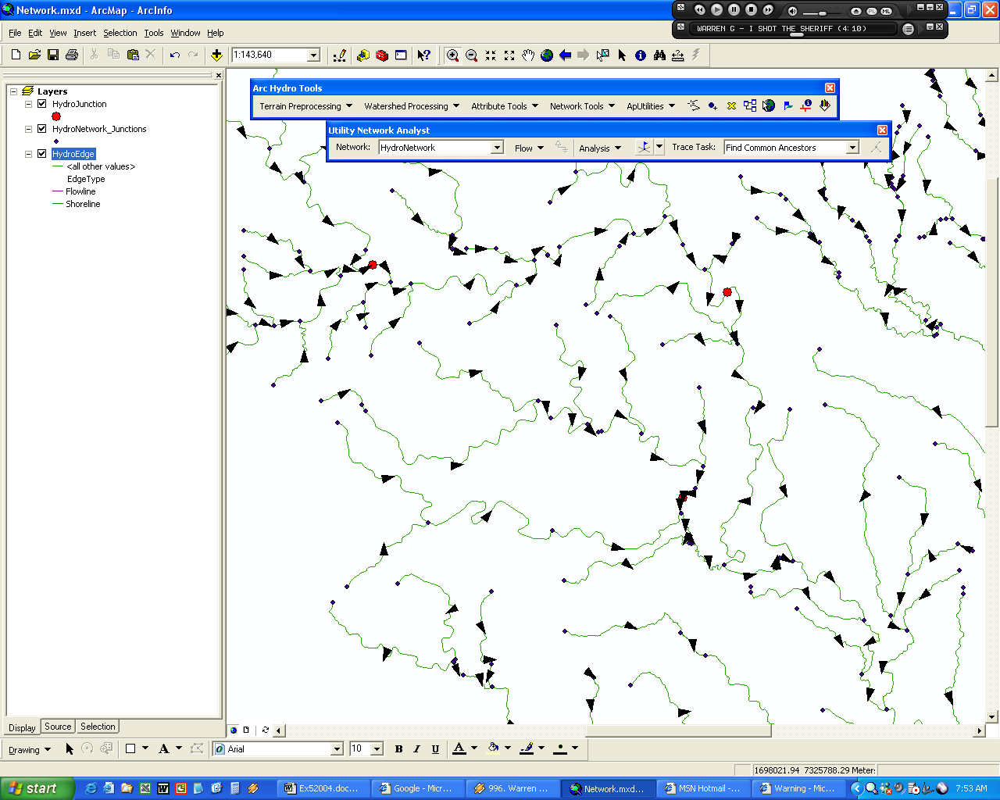 Network.mxd - ArcMap - ArcInfo
WARREN G - I SHOT THE SHERIFF (4:10)
File Edit View Insert Selection Tools Window Help
1:143,640
Layers
HydroJunction
HydroNetwork_Junctions
HydroEdge
<all other values>
EdgeType
Flowline
Shoreline
Arc Hydro Tools
Terrain Preprocessing Watershed Processing Attribute Tools Network Tools ApUtilities
Utility Network Analyst
Network: HydroNetwork Flow Analysis Trace Task: Find Common Ancestors
Display Source Selection
Drawing A Arial 10 B I U A
1698021.94 7325788.29 Meter:
start Ex52004.doc... Google - Micr... 996. Warren ... Network.mxd... MSN Hotmail -... Warning - Mic... 7:53 AM